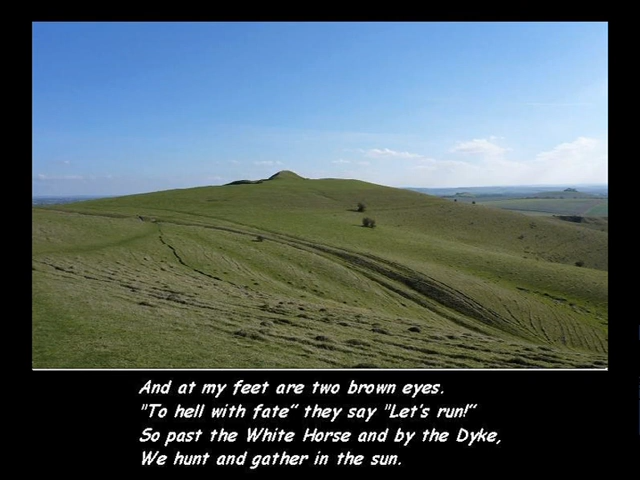 And at my feet are two brown eyes.
"To hell with fate" they say "Let's run!"
So past the White Horse and by the Dyke,
We hunt and gather in the sun.